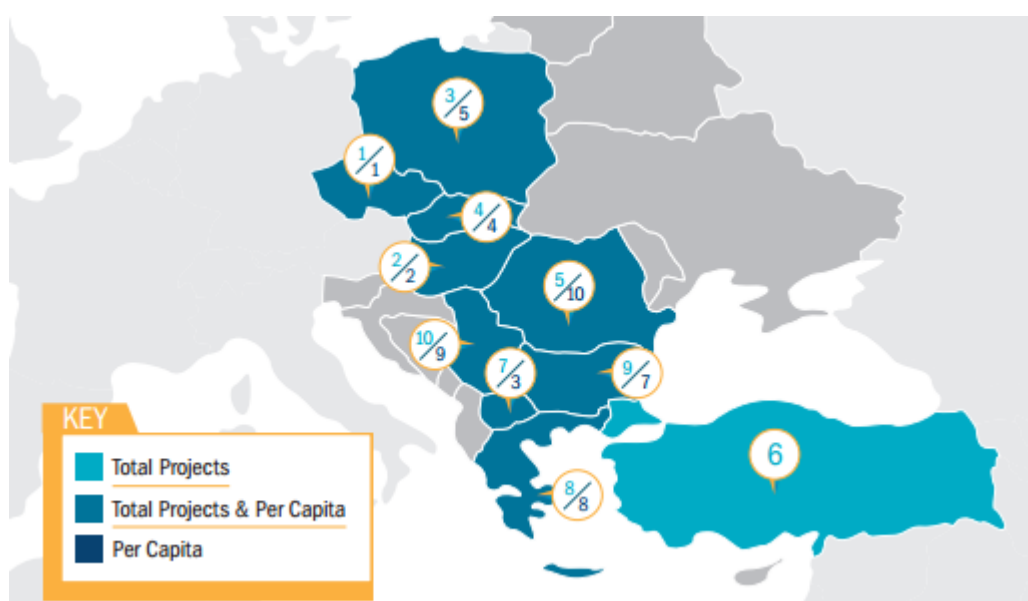 3/5
1/1
4/4
2/2
5/10
10/9
7/3
9/7
6
8/8
KEY
Total Projects
Total Projects & Per Capita
Per Capita